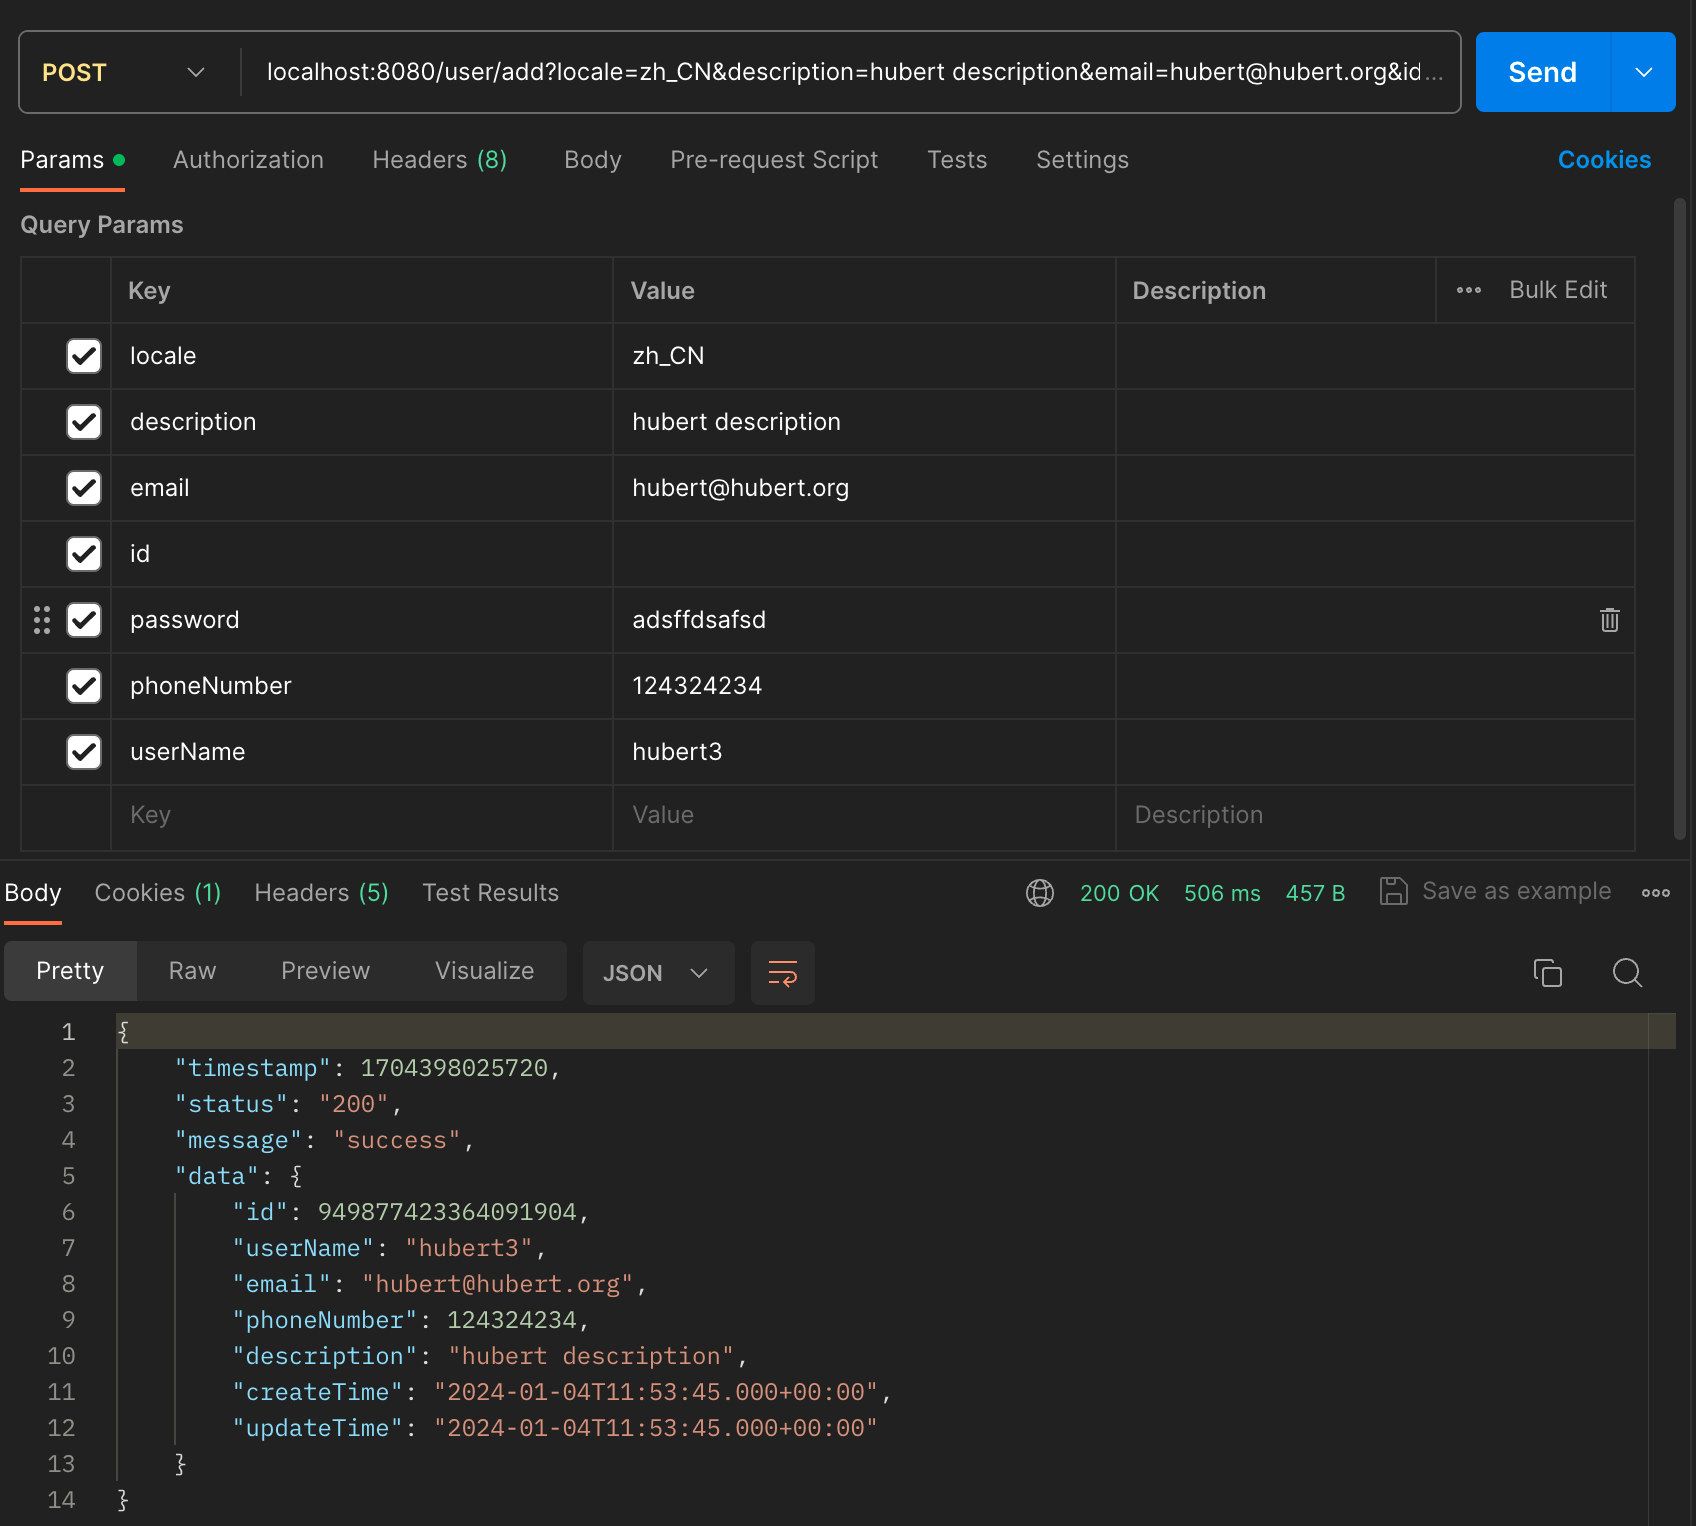 POST localhost:8080/user/add?locale=zh_CN&description=hubert description&email=hubert@hubert.org&id... Send
Params Authorization Headers (8) Body Pre-request Script Tests Settings Cookies
Query Params
Key Value Description Bulk Edit
locale zh_CN
description hubert description
email hubert@hubert.org
id
password adsffdsafsd
phoneNumber 124324234
userName hubert3
Key Value Description
Body Cookies (1) Headers (5) Test Results 200 OK 506 ms 457 B Save as example
Pretty Raw Preview Visualize JSON
1 {
2 "timestamp": 1704398025720,
3 "status": "200",
4 "message": "success",
5 "data": {
6 "id": 949877423364091904,
7 "userName": "hubert3",
8 "email": "hubert@hubert.org",
9 "phoneNumber": 124324234,
10 "description": "hubert description",
11 "createTime": "2024-01-04T11:53:45.000+00:00",
12 "updateTime": "2024-01-04T11:53:45.000+00:00"
13 }
14 }